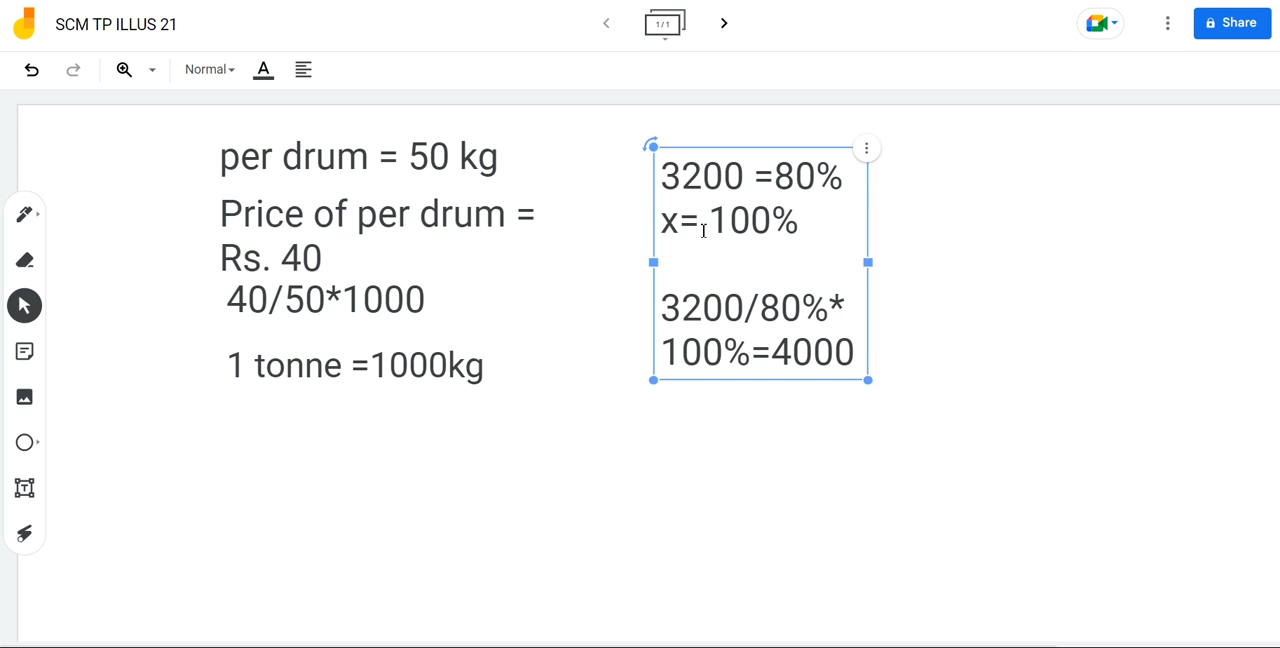 SCM TP ILLUS 21
1/1
Share
Normal
A
per drum = 50 kg
Price of per drum =
Rs. 40
40/50*1000
1 tonne =1000kg
3200 =80%
x= 100%
3200/80%*
100%=4000